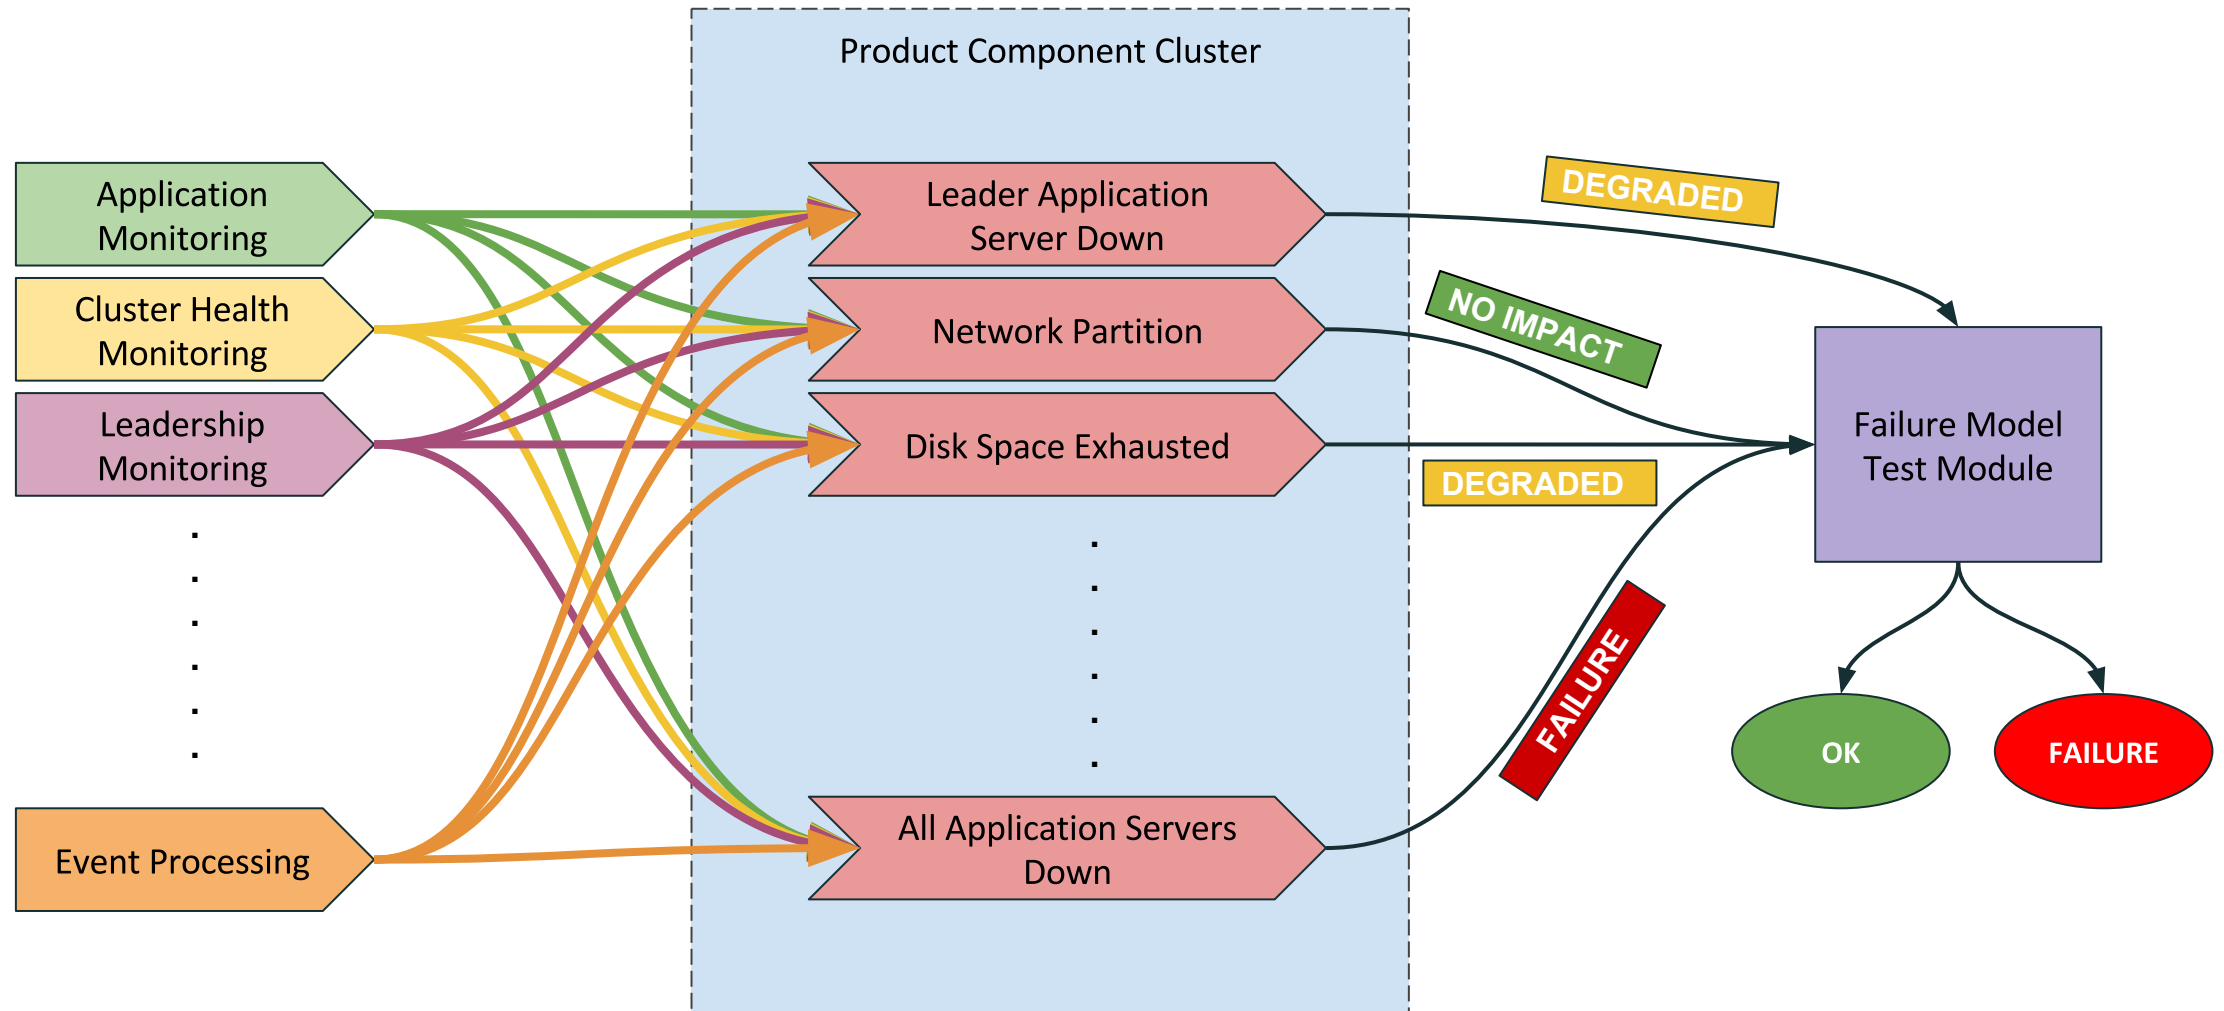 Product Component Cluster
Application
Monitoring
Cluster Health
Monitoring
Leadership
Monitoring
.
.
.
.
.
.
Event Processing
Leader Application
Server Down
Network Partition
Disk Space Exhausted
.
.
.
.
.
.
All Application Servers
Down
DEGRADED
NO IMPACT
DEGRADED
FAILURE
Failure Model
Test Module
OK
FAILURE